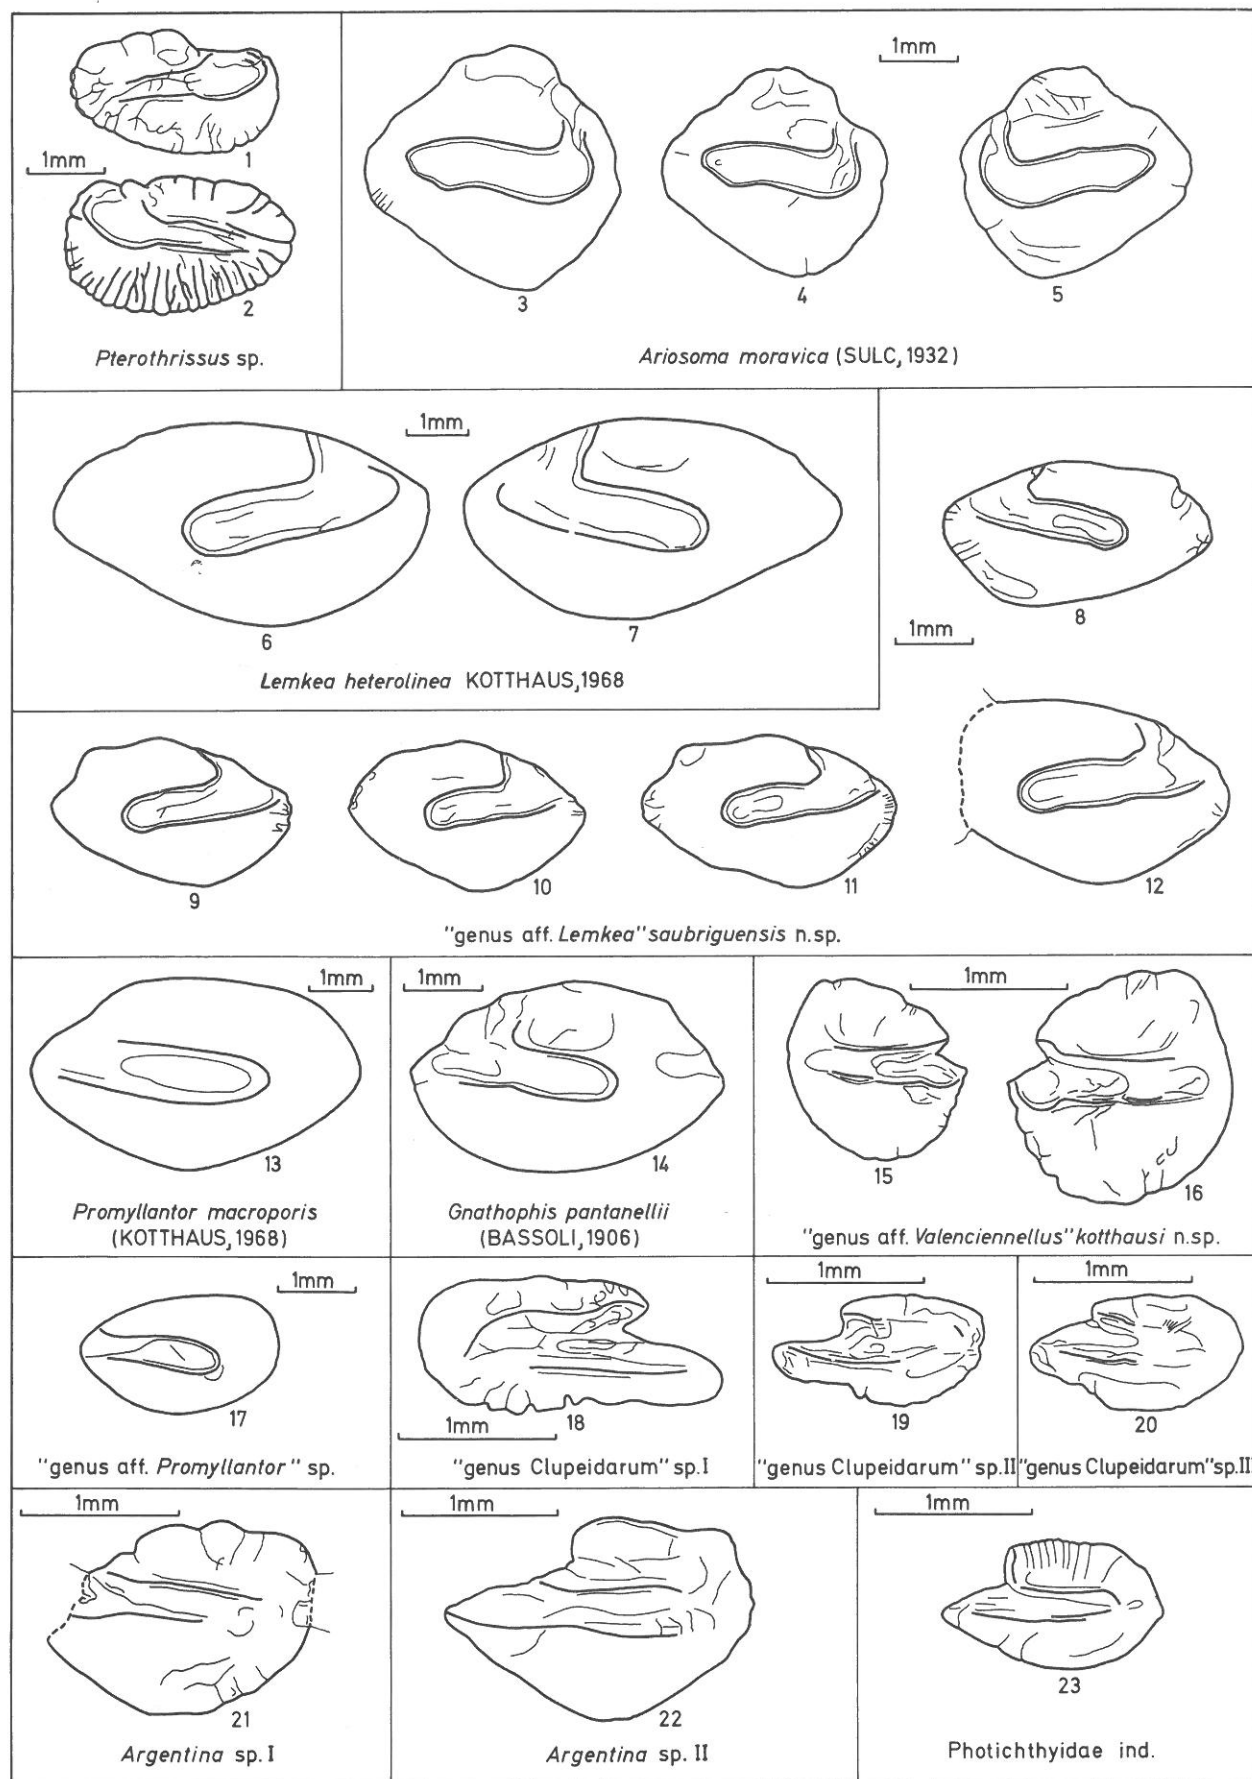 1
1mm
2
Pterothrissus sp.
1mm
3
4
5
Ariosoma moravica (SULC, 1932)
1mm
6
7
Lemkea heterolinea KOTTHAUS, 1968
8
1mm
9
10
11
12
"genus aff. Lemkea" saubriguensis n.sp.
1mm
13
Promyllantor macroporis
(KOTTHAUS, 1968)
1mm
14
Gnathophis pantanellii
(BASSOLI, 1906)
1mm
15
16
"genus aff. Valenciennellus" kotthausi n.sp.
1mm
17
"genus aff. Promyllantor" sp.
18
1mm
"genus Clupeidarum" sp. I
1mm
19
"genus Clupeidarum" sp. II
1mm
20
"genus Clupeidarum" sp. II
1mm
21
Argentina sp. I
1mm
22
Argentina sp. II
1mm
23
Photichthyidae ind.